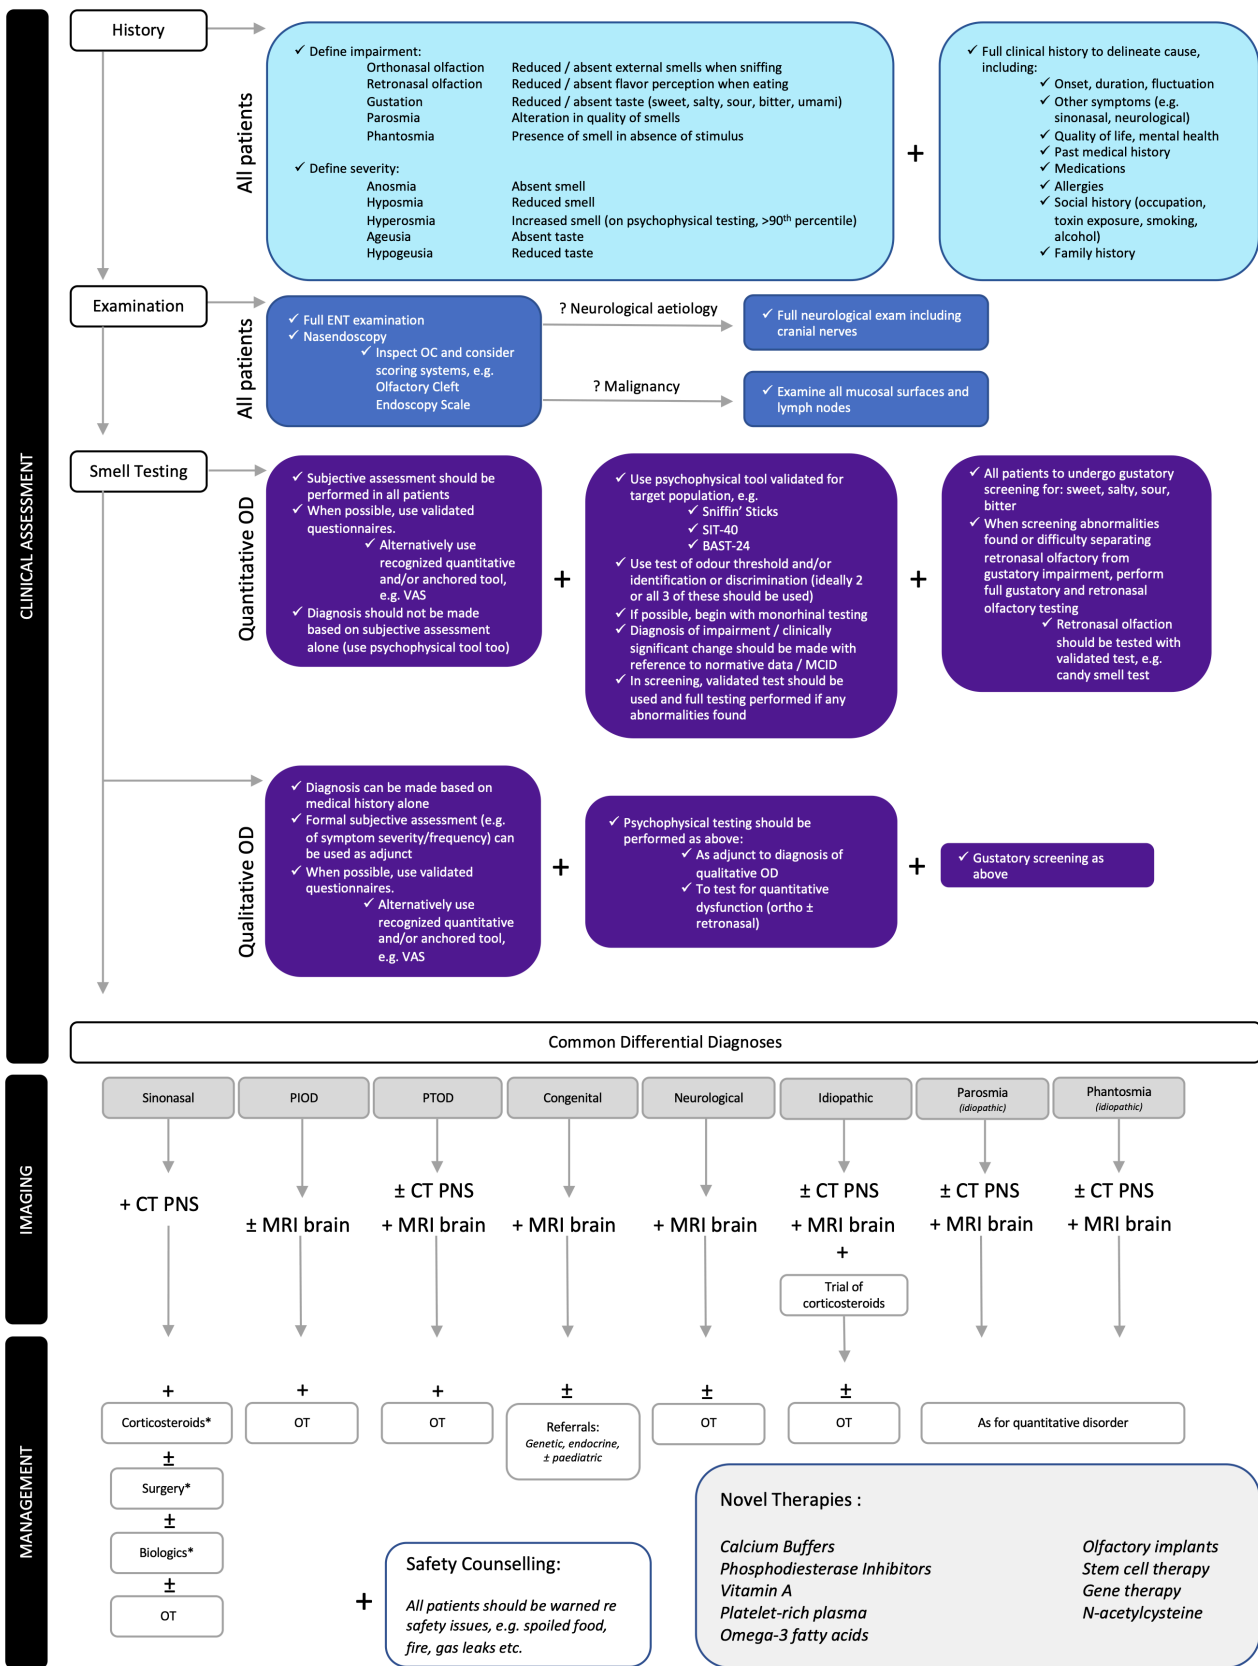 CLINICAL ASSESSMENT
History
All patients
✓ Define impairment:
Orthonasal olfaction Reduced / absent external smells when sniffing
Retronasal olfaction Reduced / absent flavor perception when eating
Gustation Reduced / absent taste (sweet, salty, sour, bitter, umami)
Parosmia Alteration in quality of smells
Phantosmia Presence of smell in absence of stimulus
✓ Define severity:
Anosmia Absent smell
Hyposmia Reduced smell
Hyperosmia Increased smell (on psychophysical testing, >90th percentile)
Ageusia Absent taste
Hypogeusia Reduced taste
+
✓ Full clinical history to delineate cause,
including:
✓ Onset, duration, fluctuation
✓ Other symptoms (e.g.
sinonasal, neurological)
✓ Quality of life, mental health
✓ Past medical history
✓ Medications
✓ Allergies
✓ Social history (occupation,
toxin exposure, smoking,
alcohol)
✓ Family history
Examination
All patients
✓ Full ENT examination
✓ Nasendoscopy
✓ Inspect OC and consider
scoring systems, e.g.
Olfactory Cleft
Endoscopy Scale
? Neurological aetiology
✓ Full neurological exam including
cranial nerves
? Malignancy
✓ Examine all mucosal surfaces and
lymph nodes
Smell Testing
Quantitative OD
✓ Subjective assessment should be
performed in all patients
✓ When possible, use validated
questionnaires.
✓ Alternatively use
recognized quantitative
and/or anchored tool,
e.g. VAS
✓ Diagnosis should not be made
based on subjective assessment
alone (use psychophysical tool too)
+
✓ Use psychophysical tool validated for
target population, e.g.
✓ Sniffin' Sticks
✓ SIT-40
✓ BAST-24
✓ Use test of odour threshold and/or
identification or discrimination (ideally 2
or all 3 of these should be used)
✓ If possible, begin with monorhinal testing
✓ Diagnosis of impairment / clinically
significant change should be made with
reference to normative data / MCID
✓ In screening, validated test should be
used and full testing performed if any
abnormalities found
+
✓ All patients to undergo gustatory
screening for: sweet, salty, sour,
bitter
✓ When screening abnormalities
found or difficulty separating
retronasal olfactory from
gustatory impairment, perform
full gustatory and retronasal
olfactory testing
✓ Retronasal olfaction
should be tested with
validated test, e.g.
candy smell test
Qualitative OD
✓ Diagnosis can be made based on
medical history alone
✓ Formal subjective assessment (e.g.
of symptom severity/frequency) can
be used as adjunct
✓ When possible, use validated
questionnaires.
✓ Alternatively use
recognized quantitative
and/or anchored tool,
e.g. VAS
+
✓ Psychophysical testing should be
performed as above:
✓ As adjunct to diagnosis of
qualitative OD
✓ To test for quantitative
dysfunction (ortho ±
retronasal)
+
✓ Gustatory screening as
above
Common Differential Diagnoses
IMAGING
Sinonasal PIOD PTOD Congenital Neurological Idiopathic Parosmia Phantosmia
(idiopathic) (idiopathic)
+ CT PNS ± CT PNS ± CT PNS ± CT PNS ± CT PNS
± MRI brain + MRI brain + MRI brain + MRI brain + MRI brain + MRI brain + MRI brain
+
Trial of
corticosteroids
MANAGEMENT
+ + + ± ± ±
Corticosteroids* OT OT Referrals: OT OT As for quantitative disorder
Genetic, endocrine,
± paediatric
±
Surgery*
±
Biologics*
±
OT
+
Safety Counselling:
All patients should be warned re
safety issues, e.g. spoiled food,
fire, gas leaks etc.
Novel Therapies :
Calcium Buffers Olfactory implants
Phosphodiesterase Inhibitors Stem cell therapy
Vitamin A Gene therapy
Platelet-rich plasma N-acetylcysteine
Omega-3 fatty acids